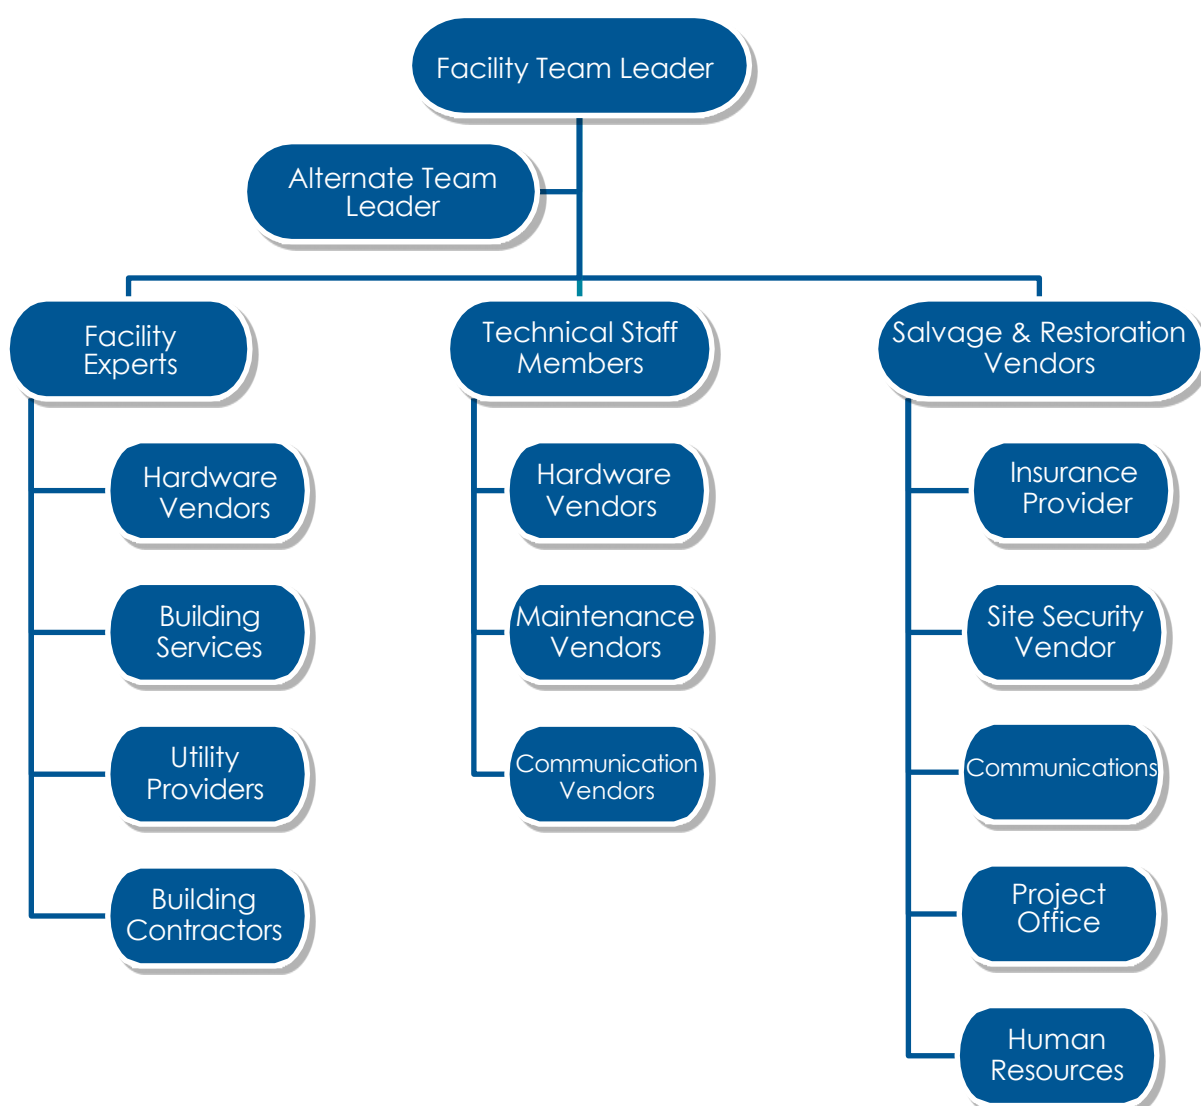 Facility Team Leader
Alternate Team
Leader
Facility
Experts
Technical Staff
Members
Salvage & Restoration
Vendors
Hardware
Vendors
Building
Services
Utility
Providers
Building
Contractors
Hardware
Vendors
Maintenance
Vendors
Communication
Vendors
Insurance
Provider
Site Security
Vendor
Communications
Project
Office
Human
Resources